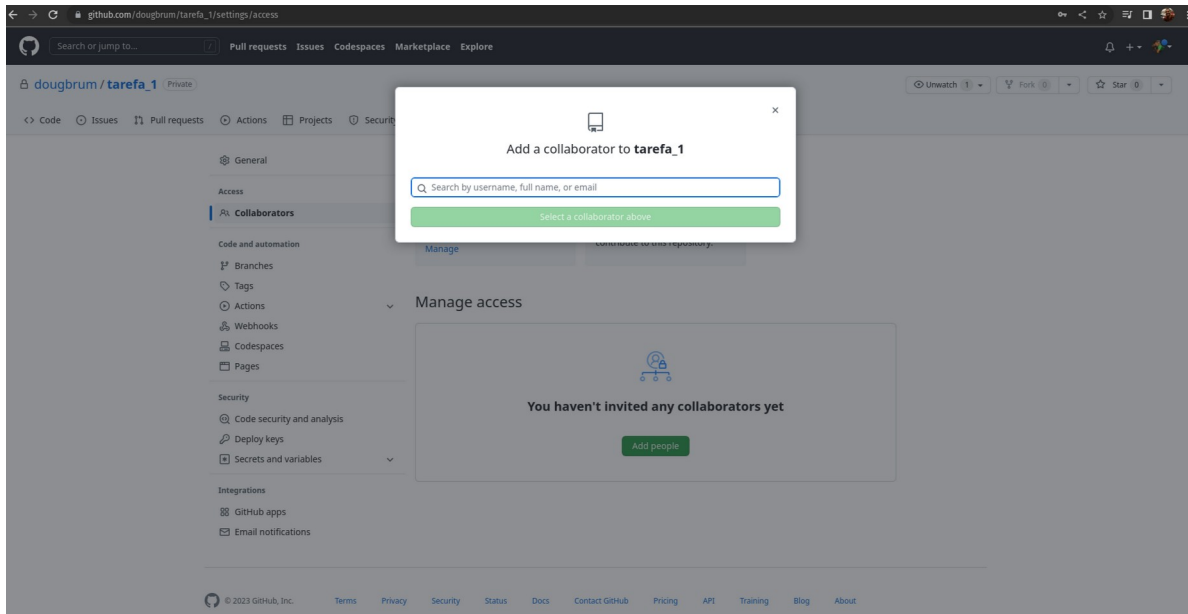 github.com/dougbrum/tarefa_1/settings/access
Search or jump to...
/
Pull requests Issues Codespaces Marketplace Explore
dougbrum / tarefa_1 Private
Unwatch 1
Fork 0
Star 0
Code Issues Pull requests Actions Projects Security
Add a collaborator to tarefa_1
Search by username, full name, or email
Select a collaborator above
General
Access
Collaborators
Code and automation
Branches
Tags
Actions
Webhooks
Codespaces
Pages
Security
Code security and analysis
Deploy keys
Secrets and variables
Integrations
GitHub apps
Email notifications
Manage
contribute to this repository.
Manage access
You haven't invited any collaborators yet
Add people
© 2023 GitHub, Inc. Terms Privacy Security Status Docs Contact GitHub Pricing API Training Blog About